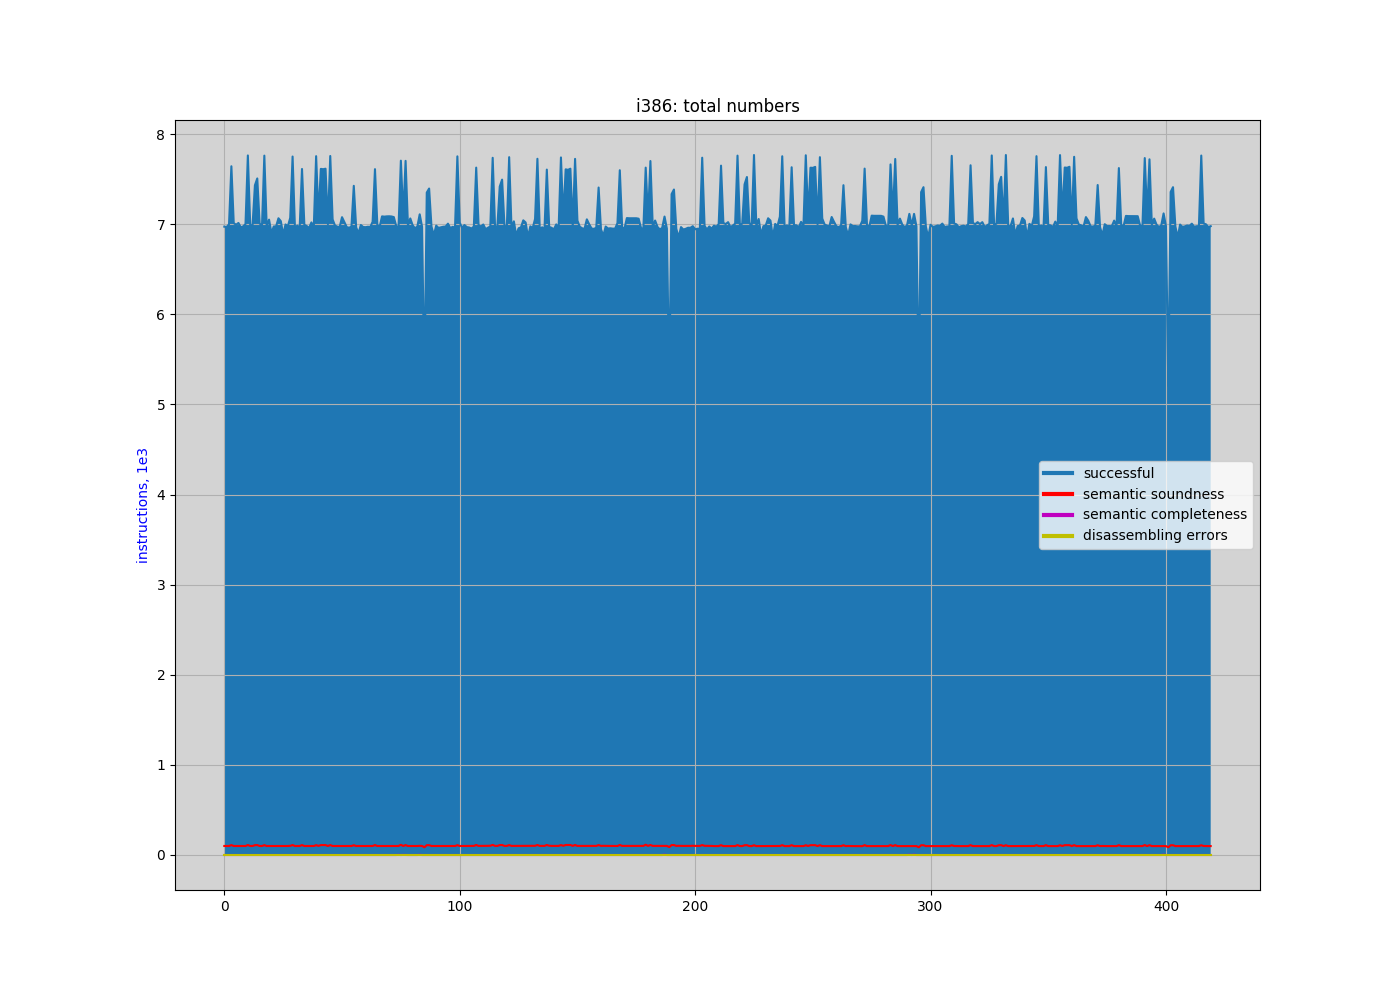 i386: total numbers
8
7
6
5
4
3
2
1
0
instructions, 1e3
successful
semantic soundness
semantic completeness
disassembling errors
0 100 200 300 400